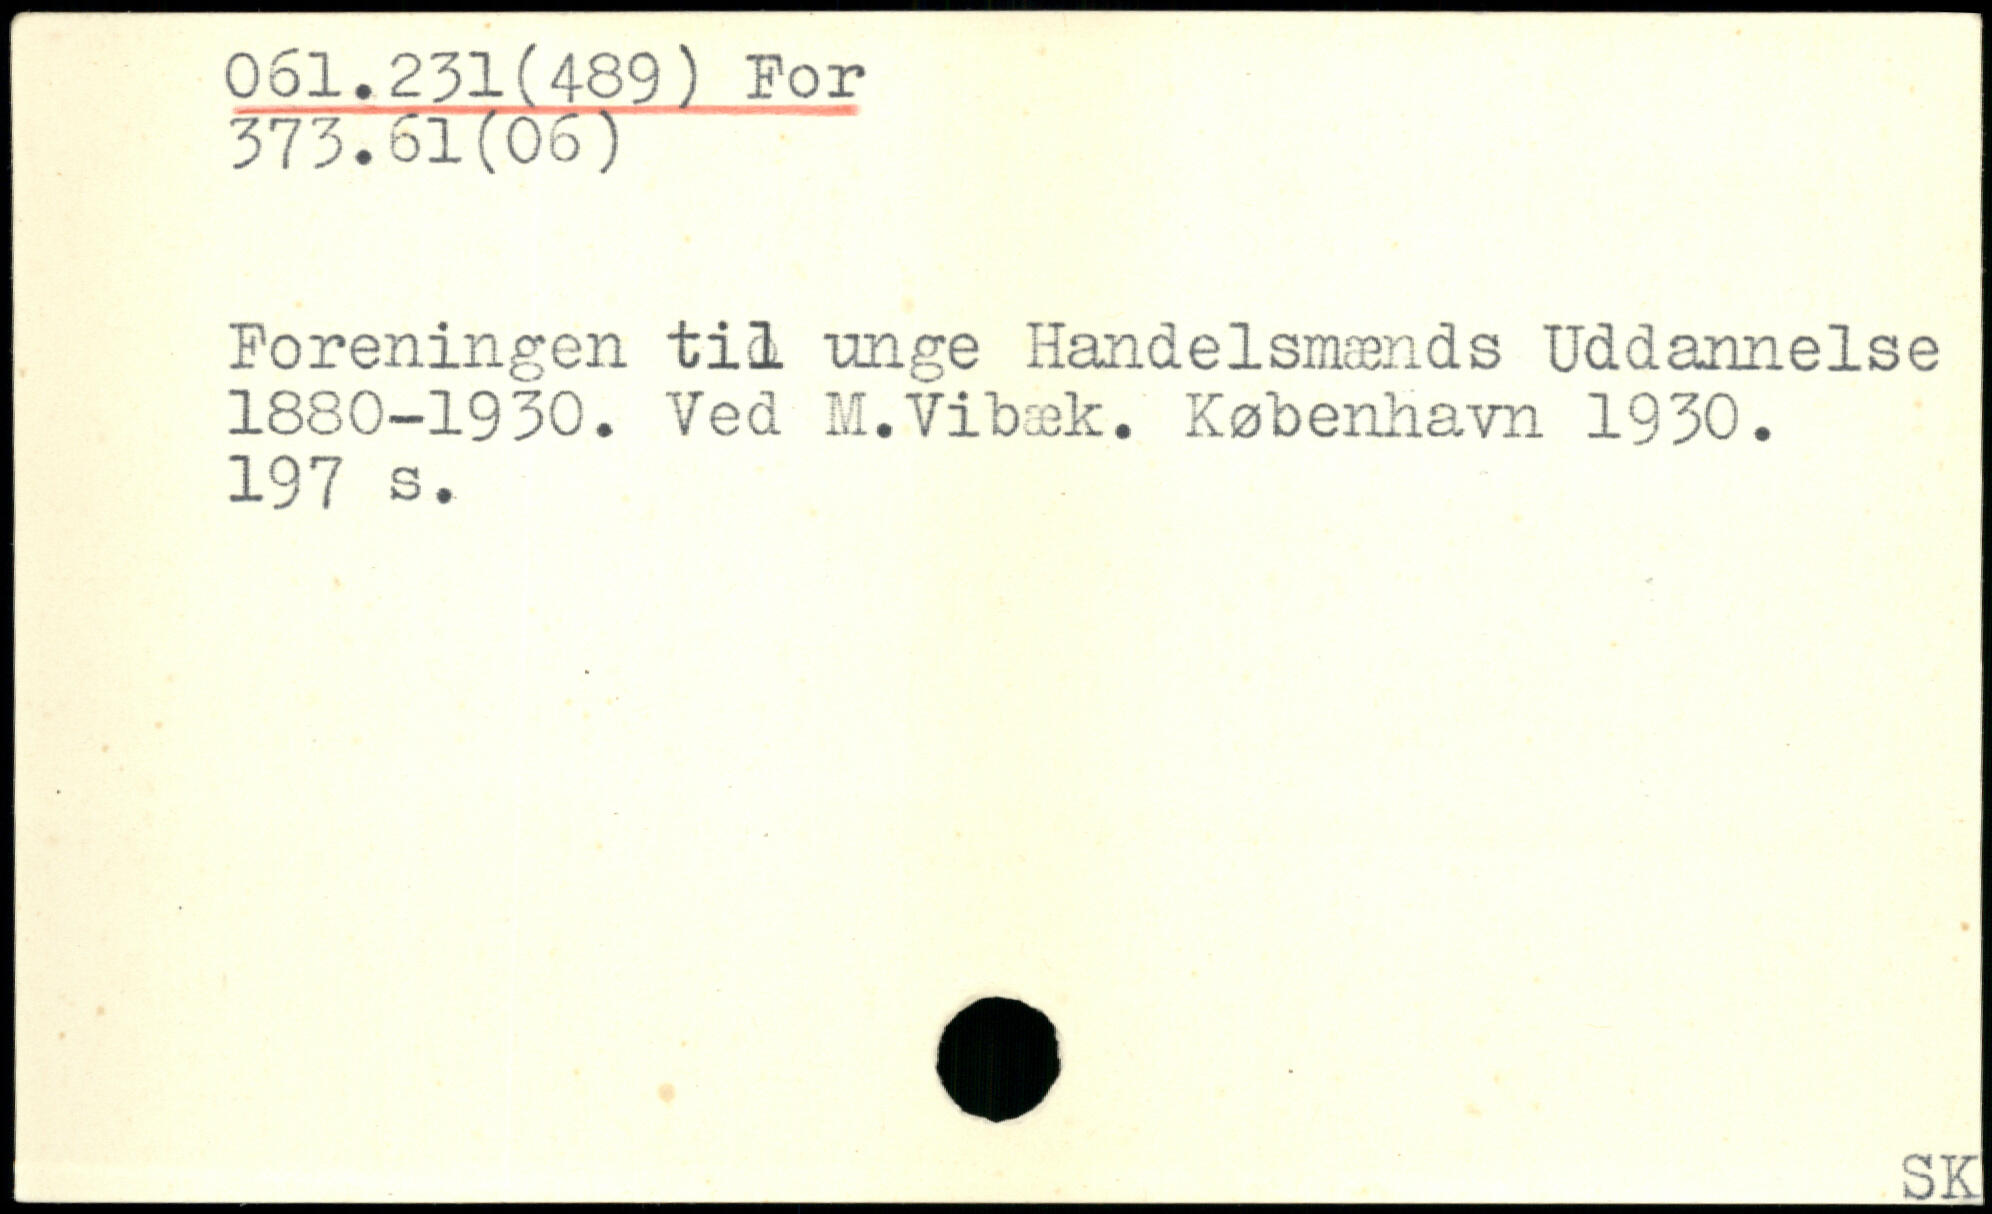 061.231(489) For
373.61(06)
Foreningen til unge Handelsmænds Uddannelse
1880-1930. Ved M.Vibæk. København 1930.
197 s.
SK